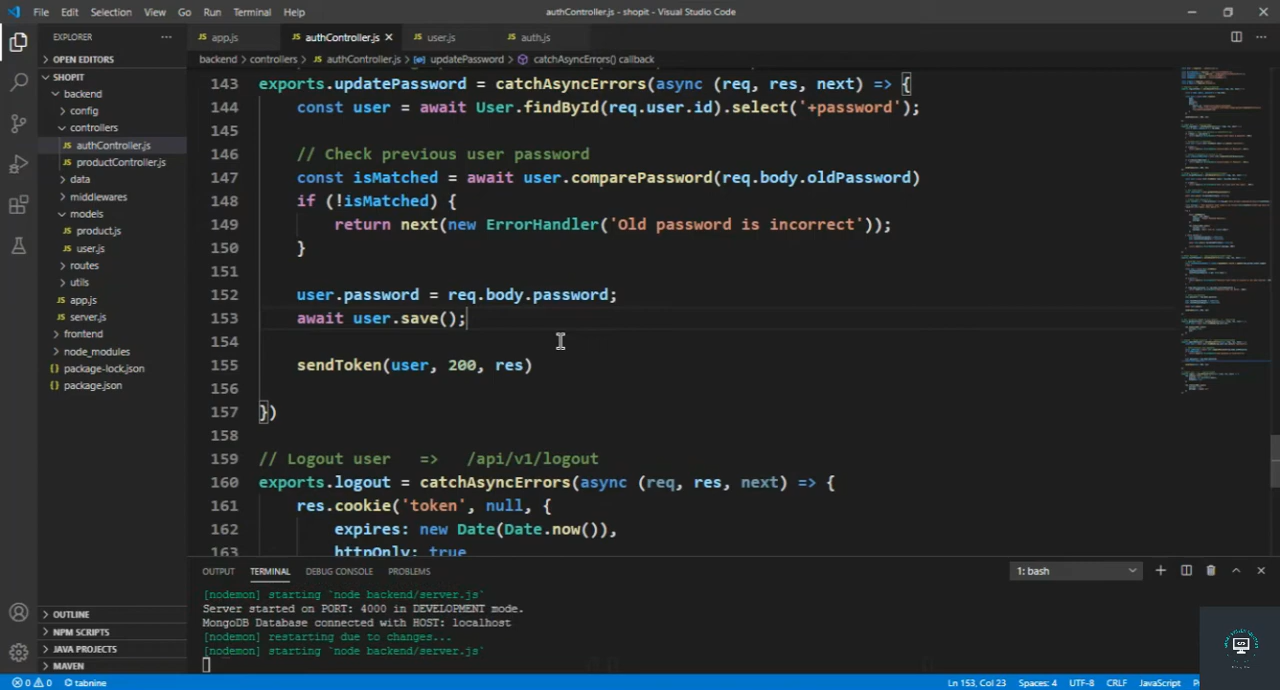 File Edit Selection View Go Run Terminal Help authController.js - shopit - Visual Studio Code
EXPLORER ···
app.js authController.js × user.js auth.js
OPEN EDITORS
backend > controllers > authController.js > updatePassword > catchAsyncErrors() callback
SHOPIT
backend
config
controllers
authController.js
productController.js
data
middlewares
models
product.js
user.js
routes
utils
app.js
server.js
frontend
node_modules
package-lock.json
package.json
OUTLINE
NPM SCRIPTS
JAVA PROJECTS
MAVEN
143 exports.updatePassword = catchAsyncErrors(async (req, res, next) => {
144 const user = await User.findById(req.user.id).select('+password');
145
146 // Check previous user password
147 const isMatched = await user.comparePassword(req.body.oldPassword)
148 if (!isMatched) {
149 return next(new ErrorHandler('Old password is incorrect'));
150 }
151
152 user.password = req.body.password;
153 await user.save();
154
155 sendToken(user, 200, res)
156
157 })
158
159 // Logout user => /api/v1/logout
160 exports.logout = catchAsyncErrors(async (req, res, next) => {
161 res.cookie('token', null, {
162 expires: new Date(Date.now()),
163 httpOnly: true
OUTPUT TERMINAL DEBUG CONSOLE PROBLEMS 1: bash
[nodemon] starting `node backend/server.js`
Server started on PORT: 4000 in DEVELOPMENT mode.
MongoDB Database connected with HOST: localhost
[nodemon] restarting due to changes...
[nodemon] starting `node backend/server.js`
0 0 tabnine Ln 153, Col 23 Spaces: 4 UTF-8 CRLF JavaScript